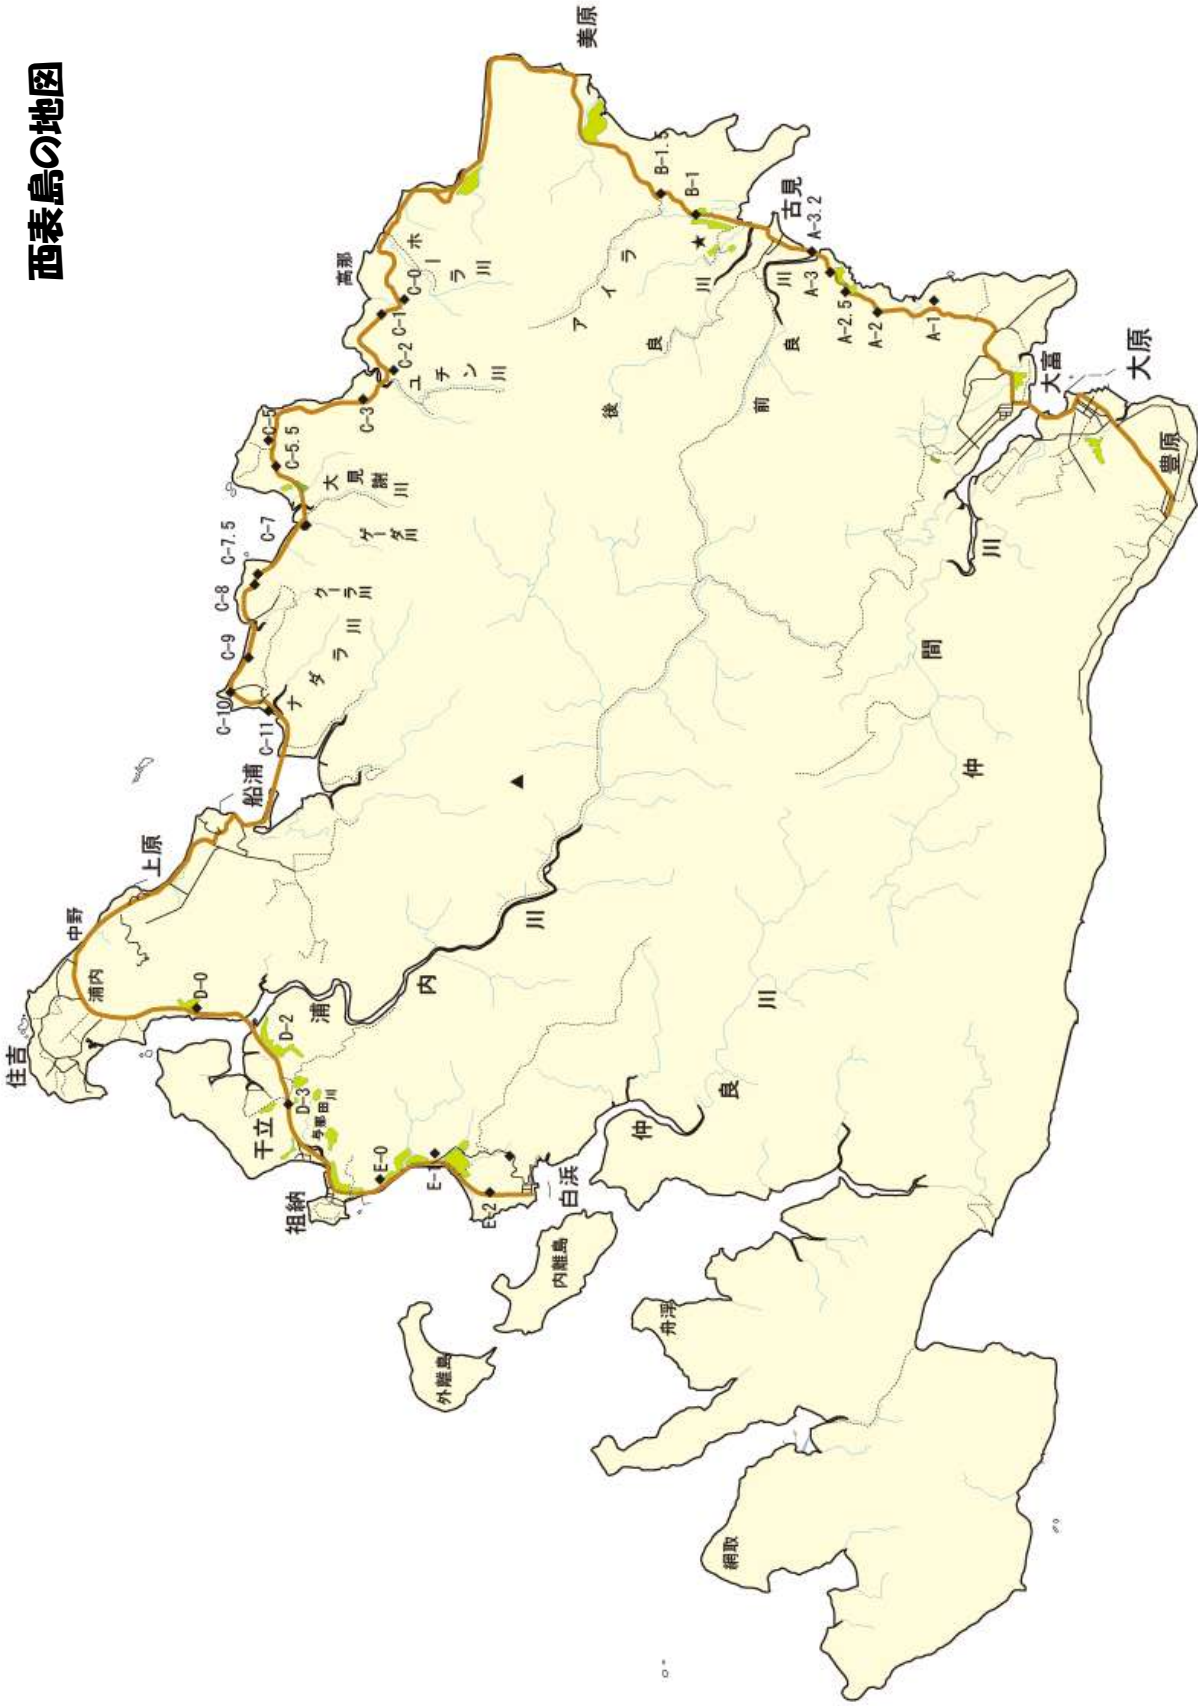 西表島の地図
住吉
浦内
中野
上原
船浦
C-11
C-10
C-9
C-8
C-7.5
C-7
C-5.5
C-5
C-3
C-2
C-1
C-0
高那
美原
ナダラ川
クーラ川
ゲーダ川
大見謝川
ユチン川
ホーラ川
D-0
D-2
D-3
干立
与那田川
祖納
E-0
E-1
E-2
白浜
浦内川
外離島
内離島
B-1.5
B-1
アイラ川
★
後良川
前良川
古見
A-3.2
A-3
A-2.5
A-2
A-1
大富
大原
豊原
仲間川
仲良川
舟浮
網取